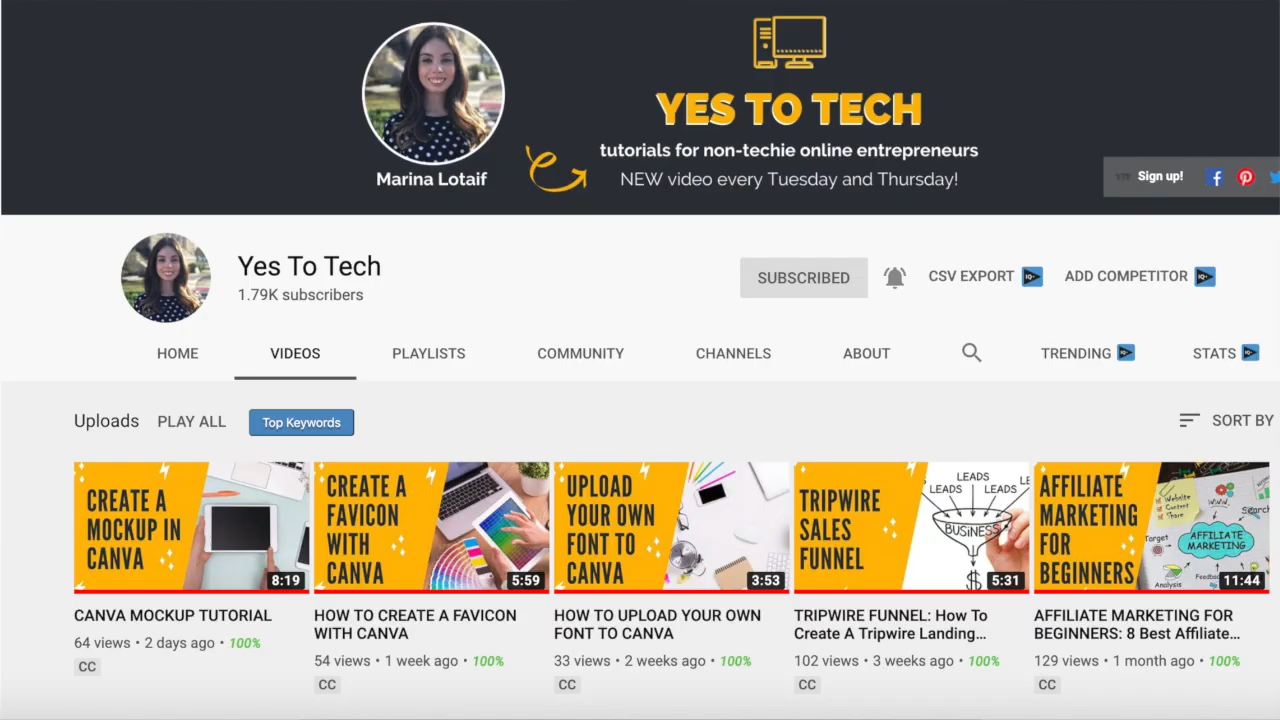 YES TO TECH
tutorials for non-techie online entrepreneurs
NEW video every Tuesday and Thursday!
Marina Lotaif
Sign up!
Yes To Tech
1.79K subscribers
SUBSCRIBED
CSV EXPORT
ADD COMPETITOR
HOME VIDEOS PLAYLISTS COMMUNITY CHANNELS ABOUT TRENDING STATS
Uploads PLAY ALL Top Keywords
SORT BY
CREATE A
MOCKUP IN
CANVA
8:19
CANVA MOCKUP TUTORIAL
64 views • 2 days ago • 100%
CC
CREATE A
FAVICON
WITH
CANVA
5:59
HOW TO CREATE A FAVICON
WITH CANVA
54 views • 1 week ago • 100%
CC
UPLOAD
YOUR OWN
FONT TO
CANVA
3:53
HOW TO UPLOAD YOUR OWN
FONT TO CANVA
33 views • 2 weeks ago • 100%
CC
TRIPWIRE
SALES
FUNNEL
LEADS
LEADS
LEADS
BUSINESS
$
5:31
TRIPWIRE FUNNEL: How To
Create A Tripwire Landing...
102 views • 3 weeks ago • 100%
CC
AFFILIATE
MARKETING
FOR
BEGINNERS
Website
Content
Share
WWW.
Search
Target
AFFILIATE
MARKETING
Analysis
11:44
AFFILIATE MARKETING FOR
BEGINNERS: 8 Best Affiliate...
129 views • 1 month ago • 100%
CC